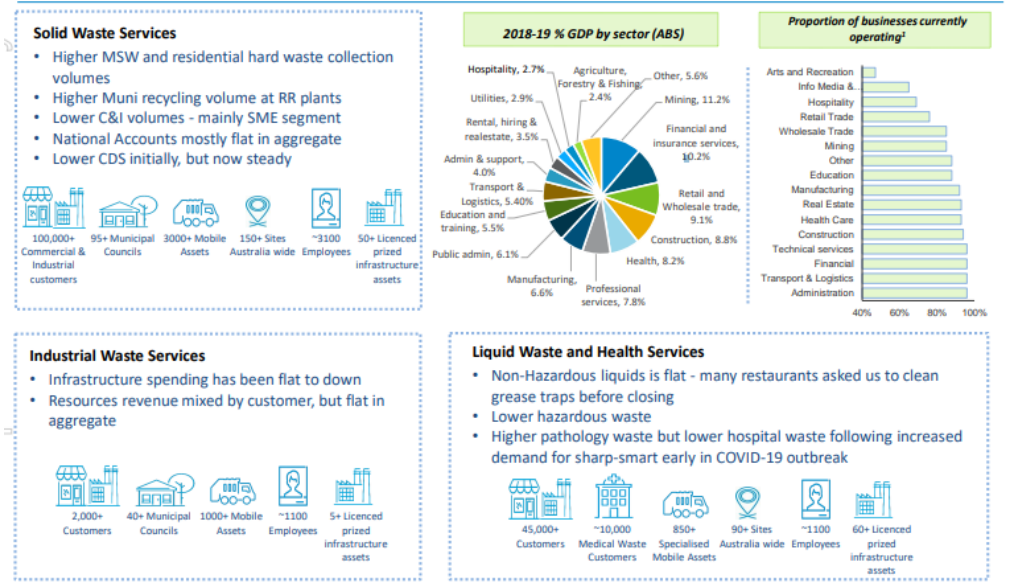 Solid Waste Services
• Higher MSW and residential hard waste collection
volumes
• Higher Muni recycling volume at RR plants
• Lower C&I volumes - mainly SME segment
• National Accounts mostly flat in aggregate
• Lower CDS initially, but now steady
100,000+
Commercial &
Industrial
customers
95+ Municipal
Councils
3000+ Mobile
Assets
150+ Sites
Australia wide
~3100
Employees
50+ Licenced
prized
infrastructure
assets
2018-19 % GDP by sector (ABS)
Hospitality, 2.7%
Agriculture,
Forestry & Fishing,
2.4%
Other, 5.6%
Utilities, 2.9%
Mining, 11.2%
Rental, hiring &
realestate, 3.5%
Financial and
insurance services,
10.2%
Admin & support,
4.0%
Transport &
Logistics, 5.40%
Retail and
Wholesale trade,
9.1%
Education and
training, 5.5%
Construction, 8.8%
Public admin, 6.1%
Health, 8.2%
Manufacturing,
6.6%
Professional
services, 7.8%
Proportion of businesses currently
operating¹
Arts and Recreation
Info Media &...
Hospitality
Retail Trade
Wholesale Trade
Mining
Other
Education
Manufacturing
Real Estate
Health Care
Construction
Technical services
Financial
Transport & Logistics
Administration
40% 60% 80% 100%
Industrial Waste Services
• Infrastructure spending has been flat to down
• Resources revenue mixed by customer, but flat in
aggregate
2,000+
Customers
40+ Municipal
Councils
1000+ Mobile
Assets
~1100
Employees
5+ Licenced
prized
infrastructure
assets
Liquid Waste and Health Services
• Non-Hazardous liquids is flat - many restaurants asked us to clean
grease traps before closing
• Lower hazardous waste
• Higher pathology waste but lower hospital waste following increased
demand for sharp-smart early in COVID-19 outbreak
45,000+
Customers
~10,000
Medical Waste
Customers
850+
Specialised
Mobile Assets
90+ Sites
Australia wide
~1100
Employees
60+ Licenced
prized
infrastructure
assets